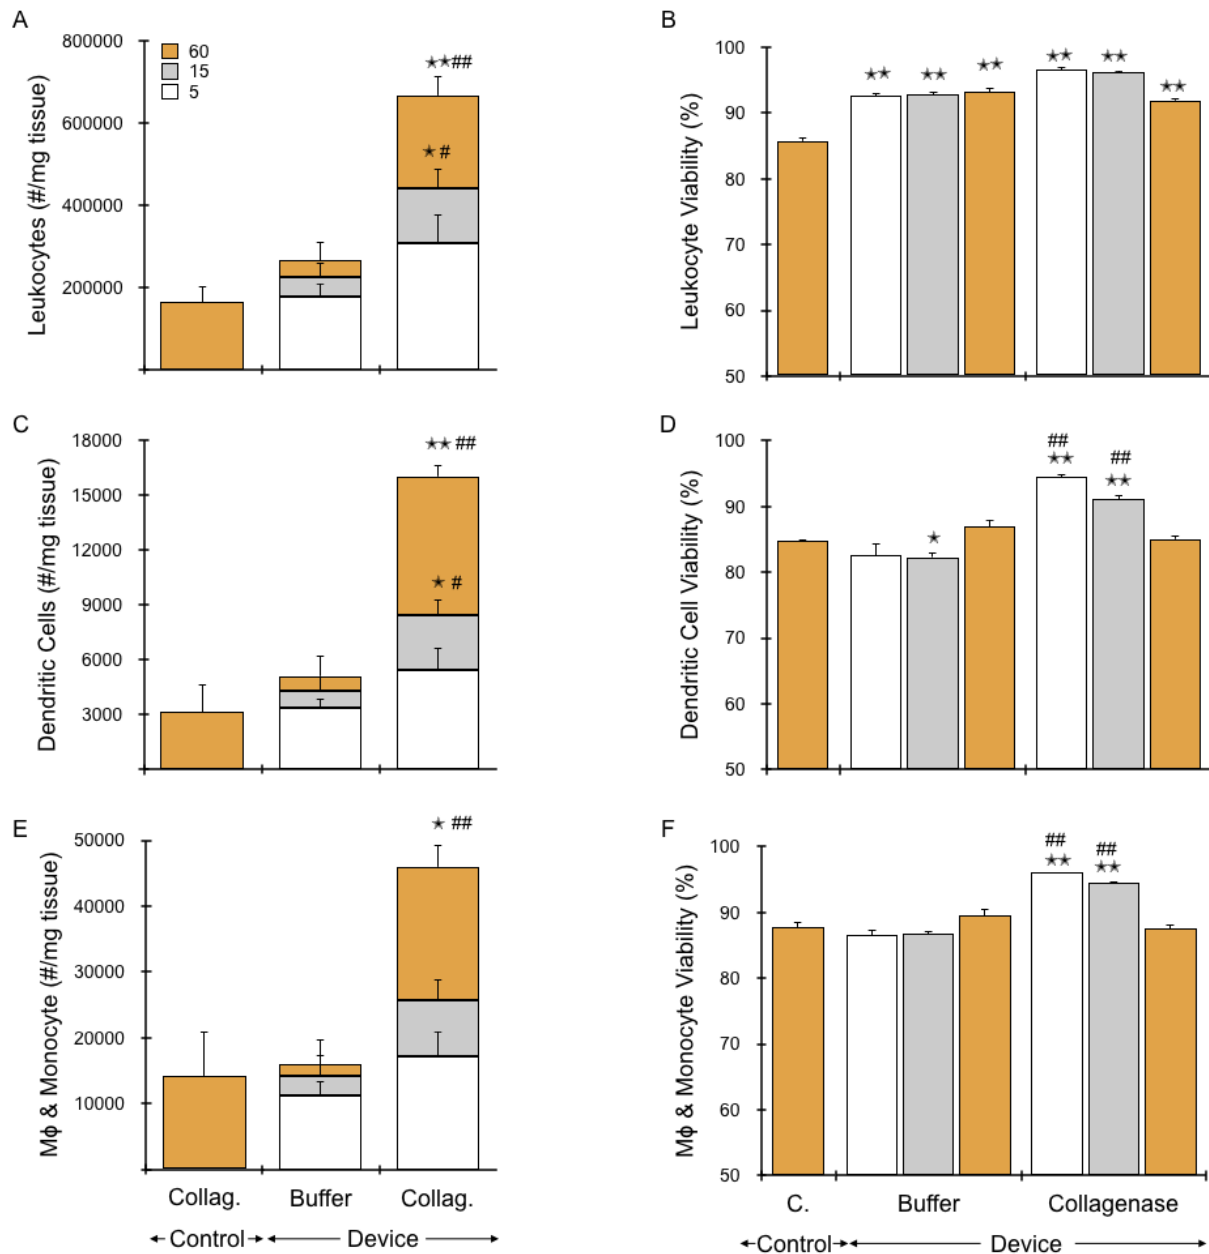 A
Leukocytes (#/mg tissue)
800000
600000
400000
200000
60
15
5
★★##
★ #
B
Leukocyte Viability (%)
100
90
80
70
60
50
★★ ★★ ★★ ★★ ★★ ★★
C
Dendritic Cells (#/mg tissue)
18000
15000
12000
9000
6000
3000
★★ ##
★ #
D
Dendritic Cell Viability (%)
100
90
80
70
60
50
★
##
★★
##
★★
E
Mϕ & Monocyte (#/mg tissue)
50000
40000
30000
20000
10000
★ ##
Collag. Buffer Collag.
Control Device
F
Mϕ & Monocyte Viability (%)
100
90
80
70
60
50
## ##
★★ ★★
C. Buffer Collagenase
Control Device